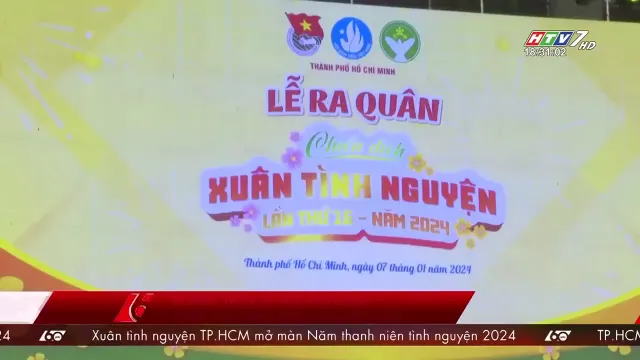 HTV7 HD
18:31:02
THÀNH PHỐ HỒ CHÍ MINH
LỄ RA QUÂN
Chiến dịch
XUÂN TÌNH NGUYỆN
LẦN THỨ 16 - NĂM 2024
Thành phố Hồ Chí Minh, ngày 07 tháng 01 năm 2024
24
Xuân tình nguyện TP.HCM mở màn Năm thanh niên tình nguyện 2024
TP.HC